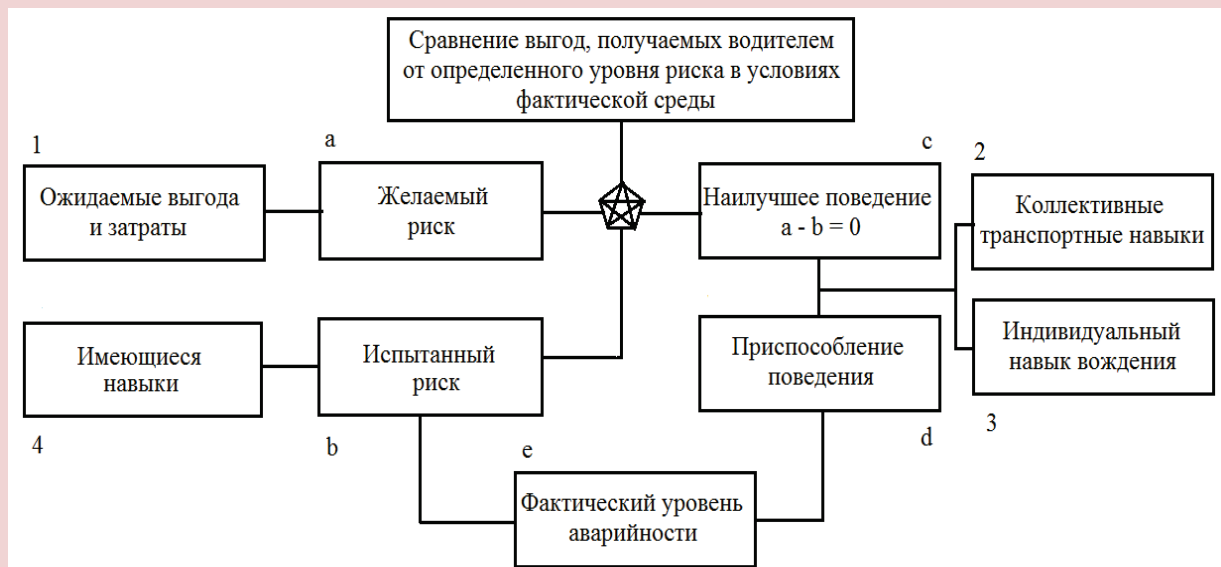 Сравнение выгод, получаемых водителем
от определенного уровня риска в условиях
фактической среды
1
a
c
2
Ожидаемые выгода
и затраты
Желаемый
риск
Наилучшее поведение
a - b = 0
Коллективные
транспортные навыки
Имеющиеся
навыки
Испытанный
риск
Приспособление
поведения
Индивидуальный
навык вождения
4
b
e
d
3
Фактический уровень
аварийности